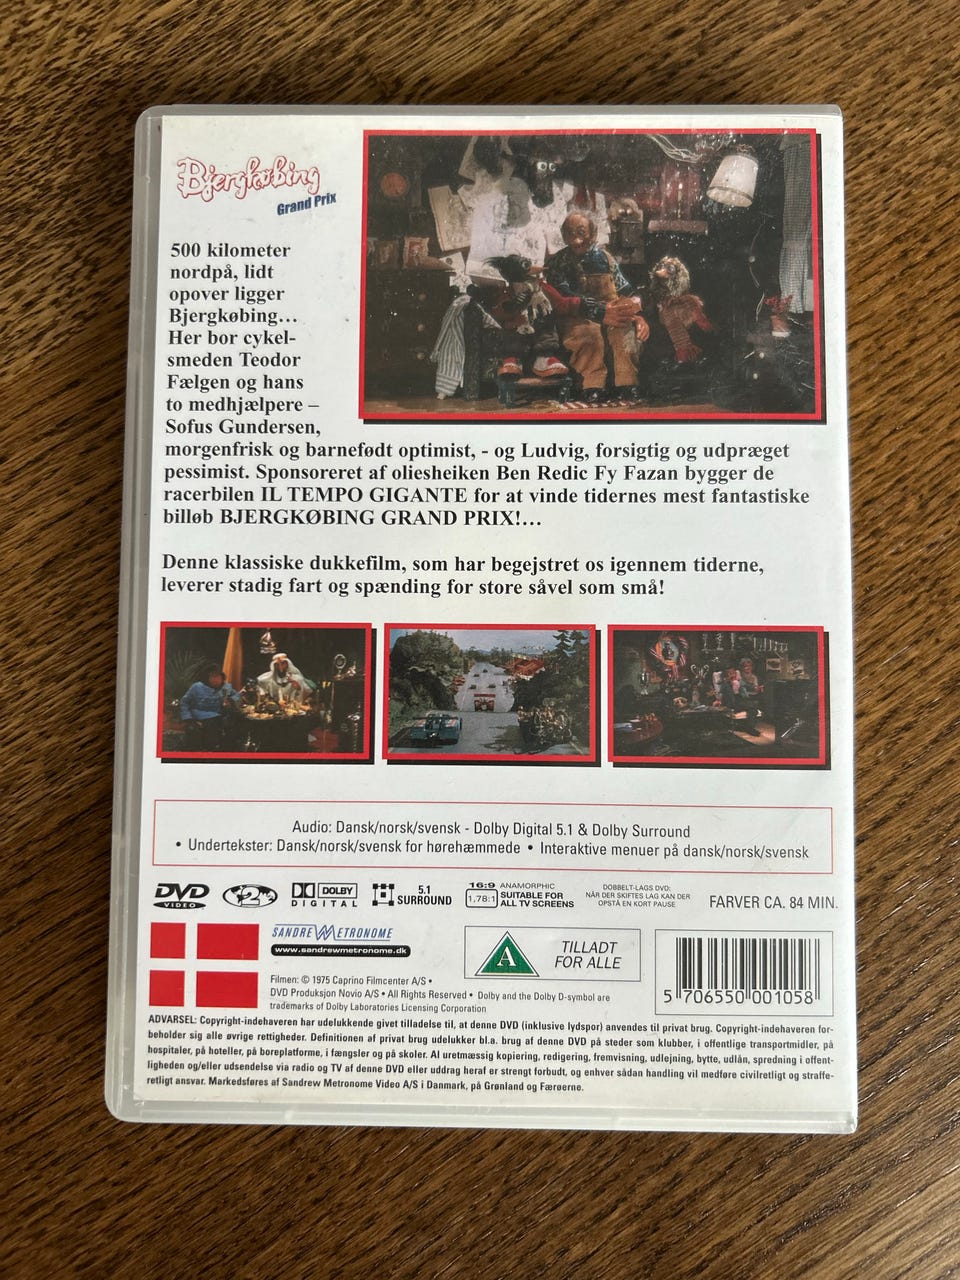 Bjergkøbing
Grand Prix
500 kilometer
nordpå, lidt
opover ligger
Bjergkøbing…
Her bor cykel-
smeden Teodor
Fælgen og hans
to medhjælpere –
Sofus Gundersen,
morgenfrisk og barnefødt optimist, - og Ludvig, forsigtig og udpræget
pessimist. Sponsoreret af oliesheiken Ben Redic Fy Fazan bygger de
racerbilen IL TEMPO GIGANTE for at vinde tidernes mest fantastiske
billøb BJERGKØBING GRAND PRIX!…
Denne klassiske dukkefilm, som har begejstret os igennem tiderne,
leverer stadig fart og spænding for store såvel som små!
Audio: Dansk/norsk/svensk - Dolby Digital 5.1 & Dolby Surround
• Undertekster: Dansk/norsk/svensk for hørehæmmede • Interaktive menuer på dansk/norsk/svensk
DVD
VIDEO
2
DOLBY
DIGITAL
5.1
SURROUND
16:9 ANAMORPHIC
1.78:1 SUITABLE FOR
ALL TV SCREENS
DOBBELT-LAGS DVD:
NÅR DER SKIFTES LAG KAN DER
OPSTÅ EN KORT PAUSE
FARVER CA. 84 MIN.
SANDREW METRONOME
www.sandrewmetronome.dk
A
TILLADT
FOR ALLE
5 706550 001058
Filmen: © 1975 Caprino Filmcenter A/S •
DVD Produksjon Novio A/S • All Rights Reserved • Dolby and the Dolby D-symbol are
trademarks of Dolby Laboratories Licensing Corporation
ADVARSEL: Copyright-indehaveren har udelukkende givet tilladelse til, at denne DVD (inklusive lydspor) anvendes til privat brug. Copyright-indehaveren for-
beholder sig alle øvrige rettigheder. Definitionen af privat brug udelukker bl.a. brug af denne DVD på steder som klubber, i offentlige transportmidler, på
hospitaler, på hoteller, på boreplatforme, i fængsler og på skoler. Al uretmæssig kopiering, redigering, fremvisning, udlejning, bytte, udlån, spredning i offent-
ligheden og/eller udsendelse via radio og TV af denne DVD eller uddrag heraf er strengt forbudt, og enhver sådan handling vil medføre civilretligt og straffe-
retligt ansvar. Markedsføres af Sandrew Metronome Video A/S i Danmark, på Grønland og Færøerne.